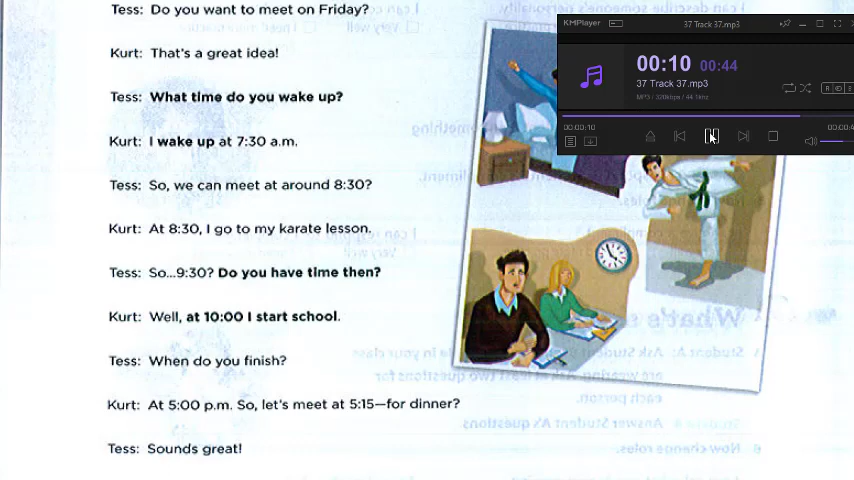 Tess: Do you want to meet on Friday?
Kurt: That's a great idea!
Tess: What time do you wake up?
Kurt: I wake up at 7:30 a.m.
Tess: So, we can meet at around 8:30?
Kurt: At 8:30, I go to my karate lesson.
Tess: So...9:30? Do you have time then?
Kurt: Well, at 10:00 I start school.
Tess: When do you finish?
Kurt: At 5:00 p.m. So, let's meet at 5:15—for dinner?
Tess: Sounds great!
KMPlayer
37 Track 37.mp3
00:10 00:44
37 Track 37.mp3
MP3 / 320kbps / 44.1khz
00:00:10